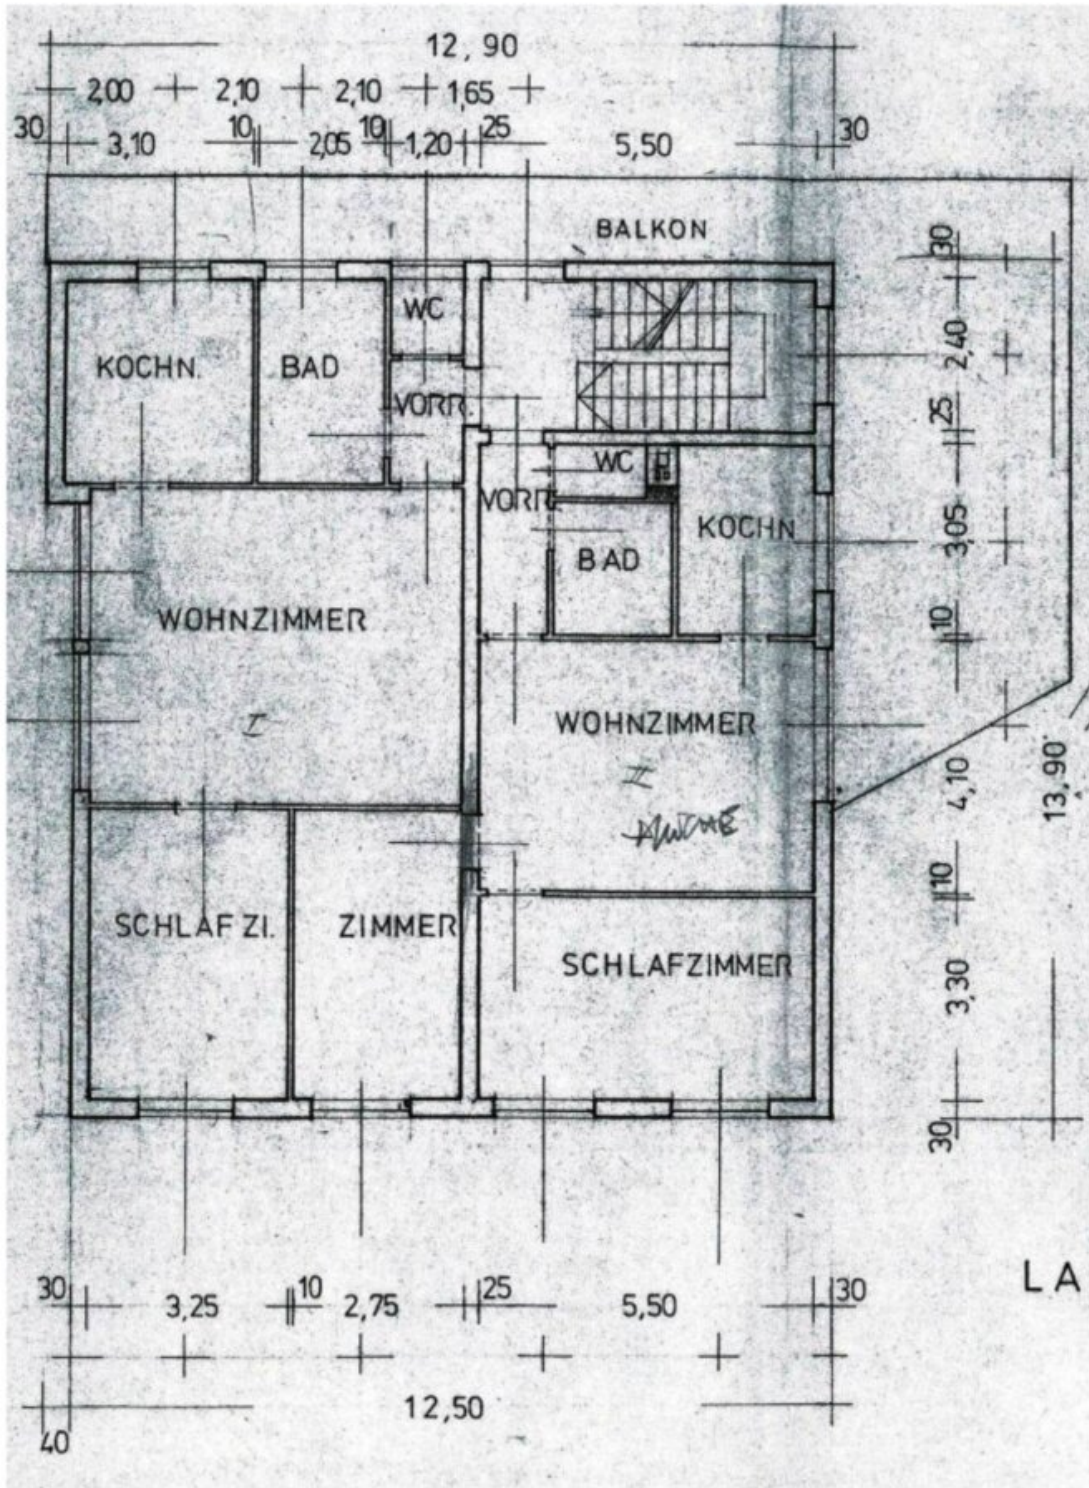 12,90
2,00 2,10 2,10 1,65
30 3,10 10 2,05 10 1,20 25 5,50 30
BALKON
30
WC
KOCHN. BAD
2,40
VORR.
25
WC
VORR.
KOCHN
3,05
BAD
WOHNZIMMER
10
I
WOHNZIMMER
II
4,10
13,90
10
SCHLAFZI. ZIMMER
SCHLAFZIMMER
3,30
30
LA
30 3,25 10 2,75 25 5,50 30
12,50
40